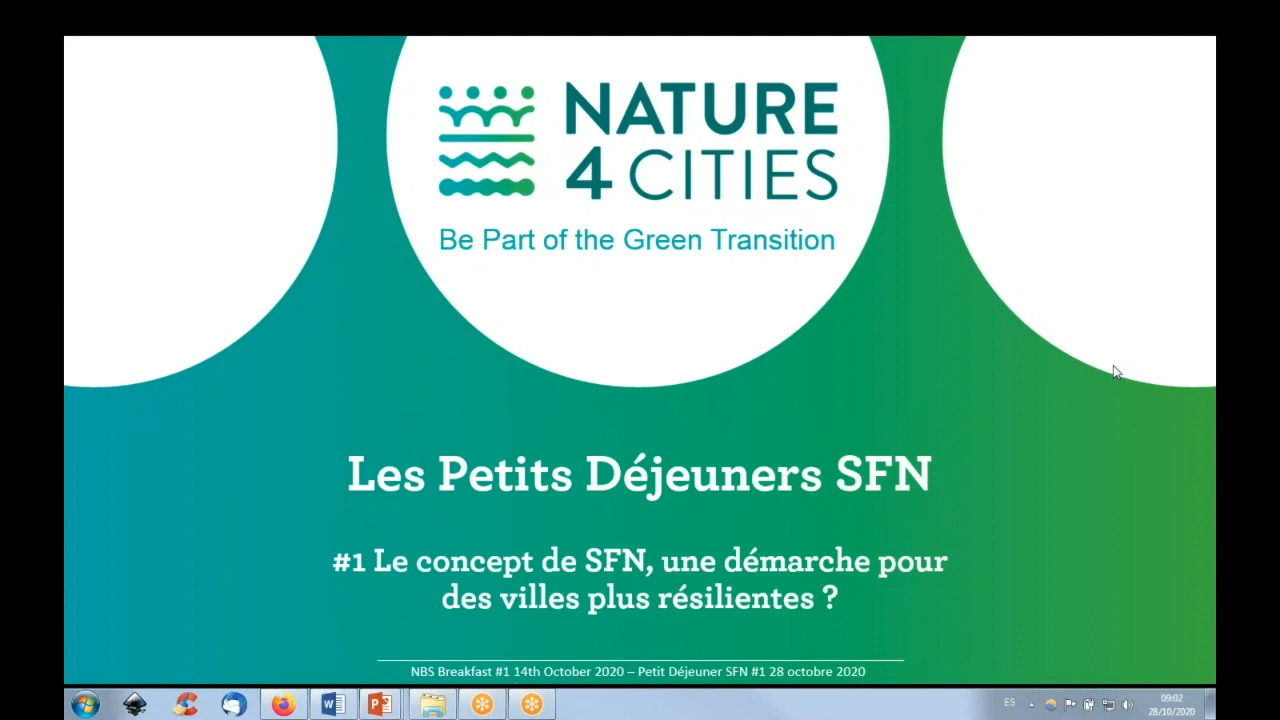 NATURE
4 CITIES
Be Part of the Green Transition
Les Petits Déjeuners SFN
#1 Le concept de SFN, une démarche pour
des villes plus résilientes ?
NBS Breakfast #1 14th October 2020 – Petit Déjeuner SFN #1 28 octobre 2020
ES
09:02
28/10/2020